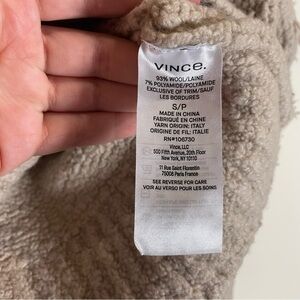 VINCE.
93% WOOL/LAINE
7% POLYAMIDE/POLYAMIDE
EXCLUSIVE OF TRIM/SAUF
LES BORDURES
S/P
MADE IN CHINA
FABRIQUÉ EN CHINE
YARN ORIGIN: ITALY
ORIGINE DE FIL: ITALIE
RN#106730
Vince, LLC
500 Fifth Avenue, 20th Floor
New York, NY 10110
11 Rue Saint Florentin
75008 Paris France
SEE REVERSE FOR CARE
VOIR AU VERSO POUR LES SOINS